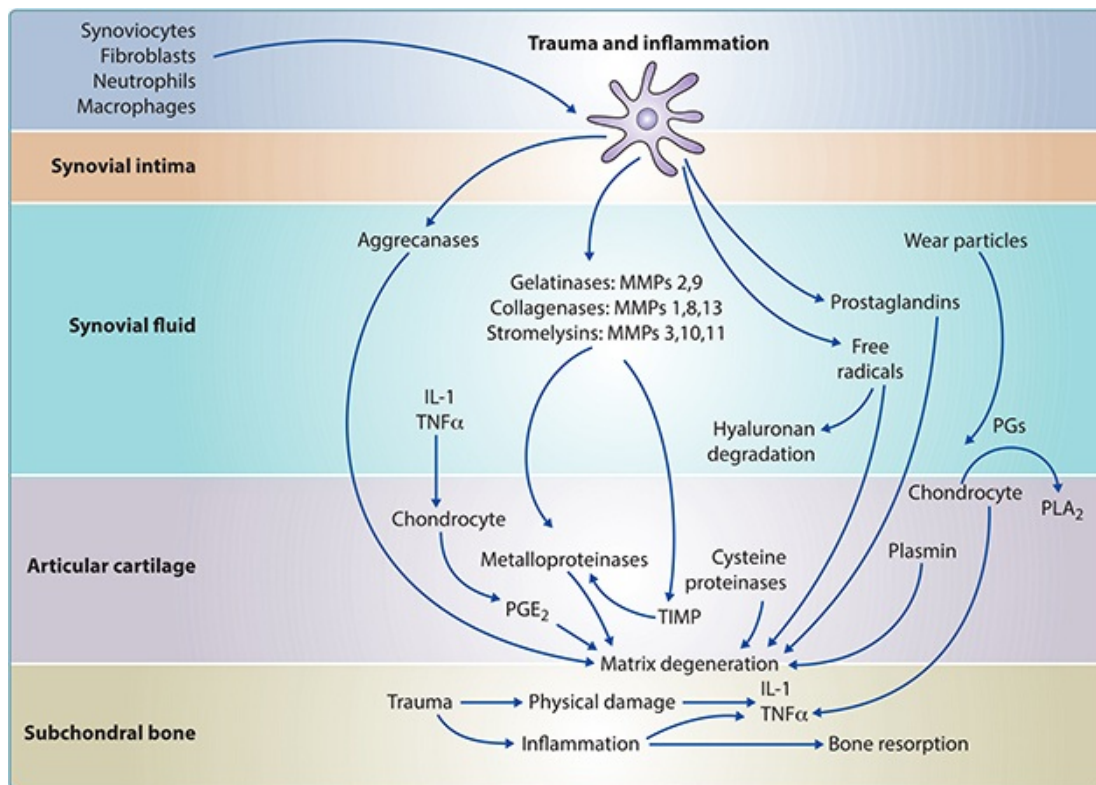 Synoviocytes
Fibroblasts
Neutrophils
Macrophages
Trauma and inflammation
Synovial intima
Synovial fluid
Aggrecanases
Wear particles
Gelatinases: MMPs 2,9
Collagenases: MMPs 1,8,13
Stromelysins: MMPs 3,10,11
Prostaglandins
Free
radicals
IL-1
TNFα
Hyaluronan
degradation
PGs
Articular cartilage
Chondrocyte
Chondrocyte
PLA₂
Metalloproteinases
Cysteine
proteinases
Plasmin
PGE₂
TIMP
Matrix degeneration
Subchondral bone
Trauma
Physical damage
IL-1
TNFα
Inflammation
Bone resorption